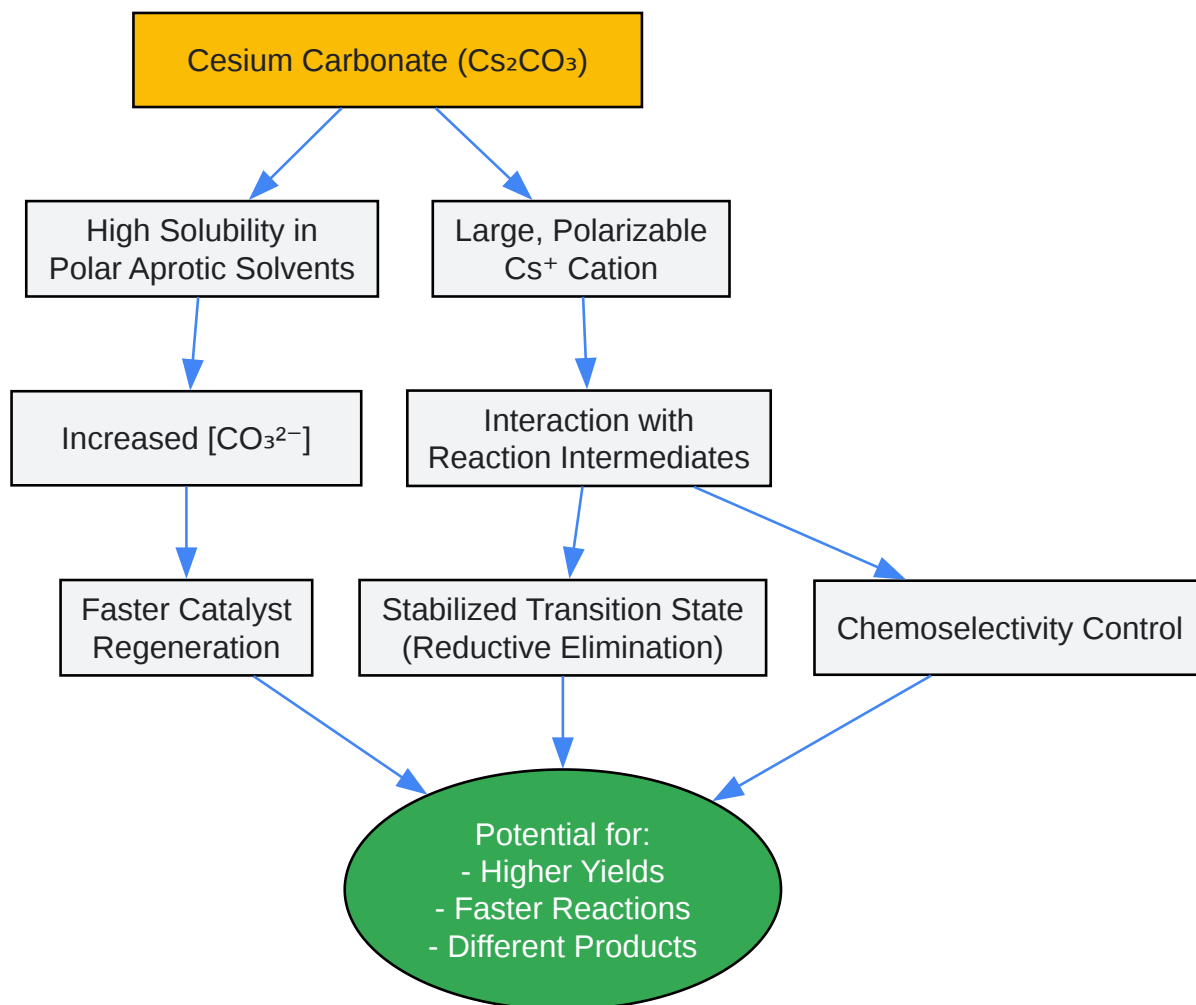 Cesium Carbonate (Cs₂CO₃)
High Solubility in
Polar Aprotic Solvents
Large, Polarizable
Cs⁺ Cation
Increased [CO₃²⁻]
Interaction with
Reaction Intermediates
Faster Catalyst
Regeneration
Stabilized Transition State
(Reductive Elimination)
Chemoselectivity Control
Potential for:
- Higher Yields
- Faster Reactions
- Different Products